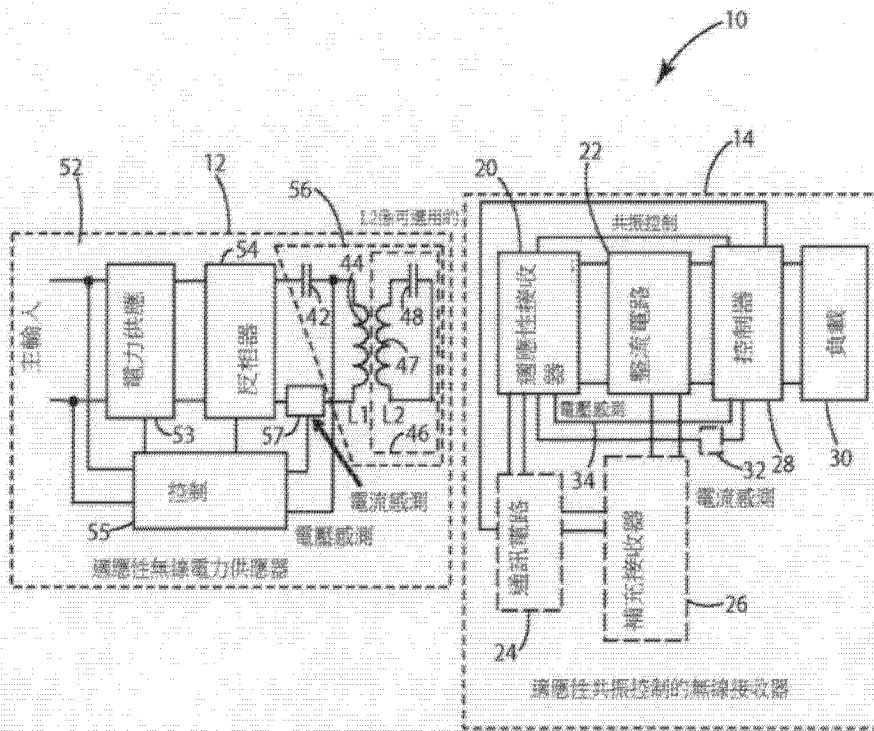 10
52
12
56
20
22
14
L2係可選用的
54
44
42
48
47
主輸入
電力供應
反相器
53
57
L1
L2
46
控制
55
電流感測
電壓感測
適應性無線電力供應器
共振控制
適應性接收器
整流電路
控制器
負載
電壓感測
34
32
28
30
電流感測
通訊電路
補充接收器
24
26
適應性共振控制的無線接收器